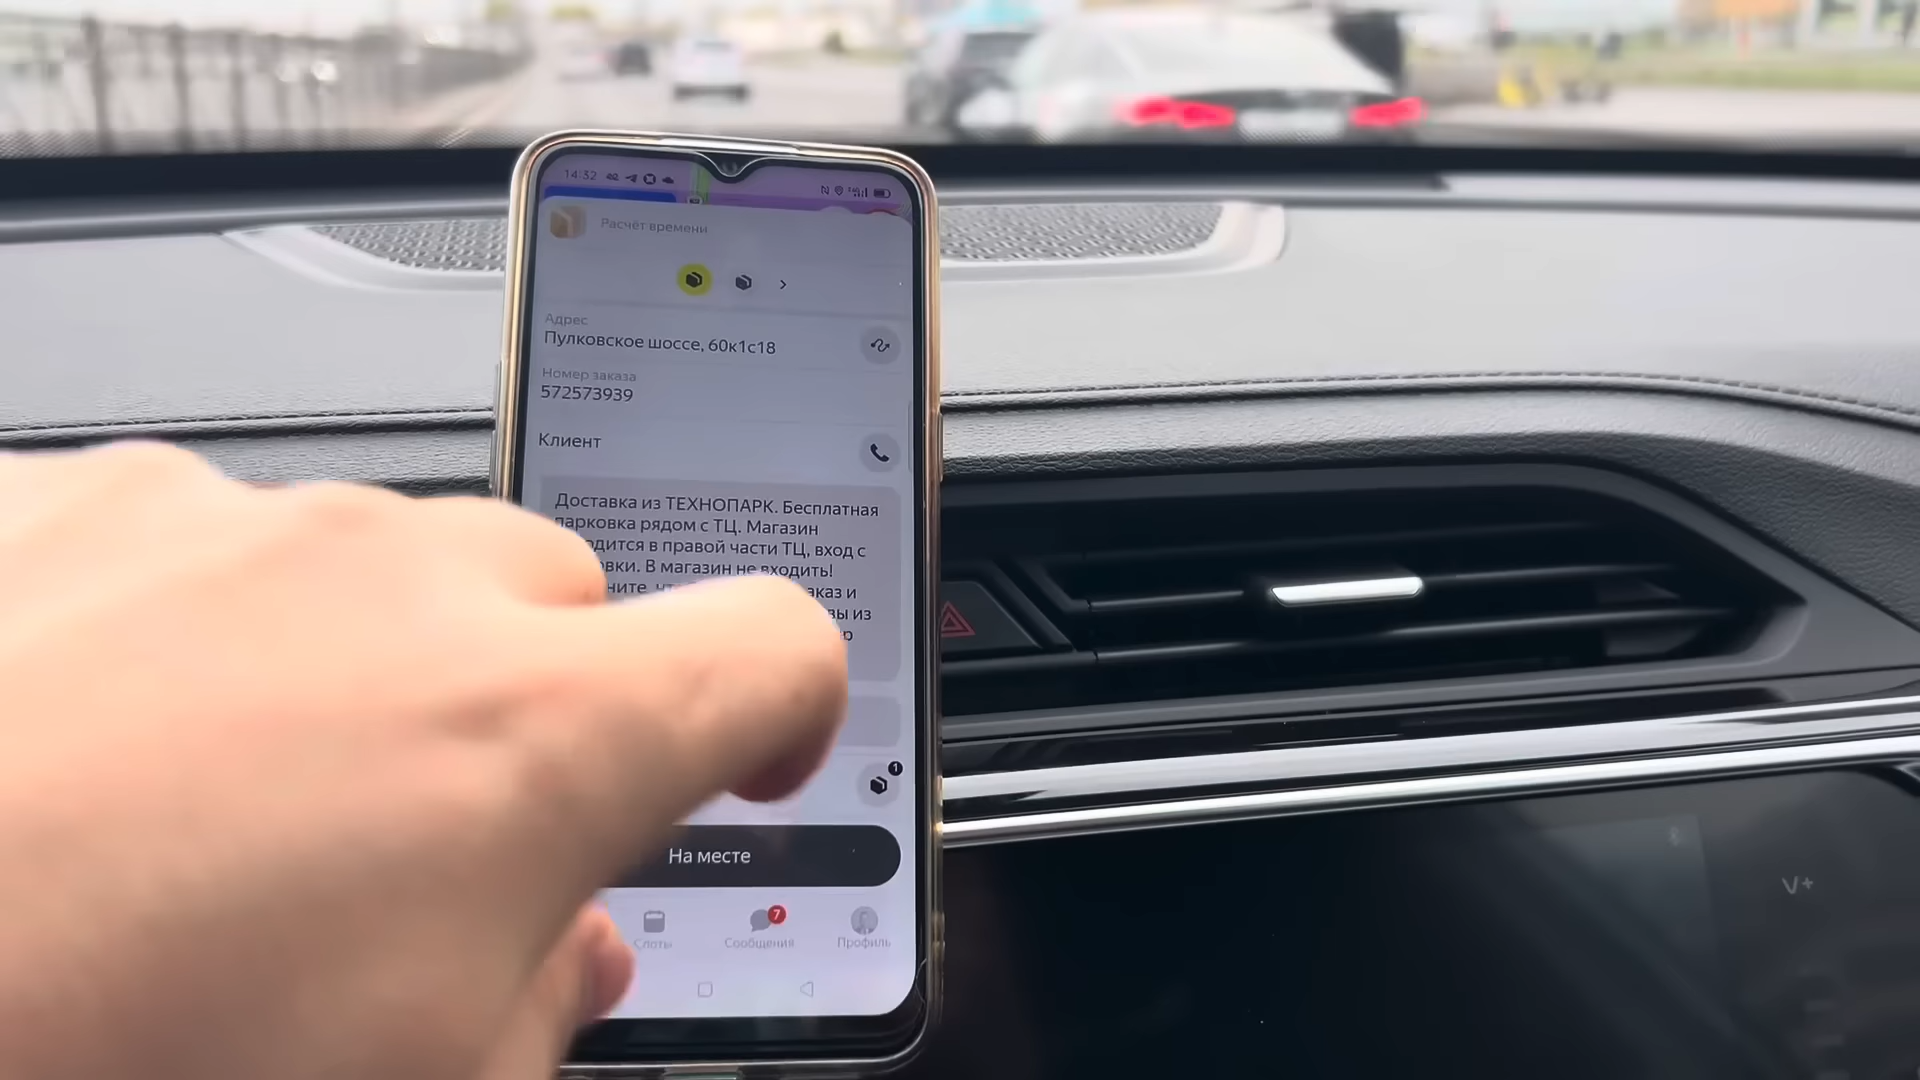 14:32
Расчёт времени
Адрес
Пулковское шоссе, 60к1с18
Номер заказа
572573939
Клиент
Доставка из ТЕХНОПАРК. Бесплатная
парковка рядом с ТЦ. Магазин
в правой части ТЦ, вход с
В магазин не входить!
и
из
1
На месте
Слоты
7
Сообщения
Профиль
V+